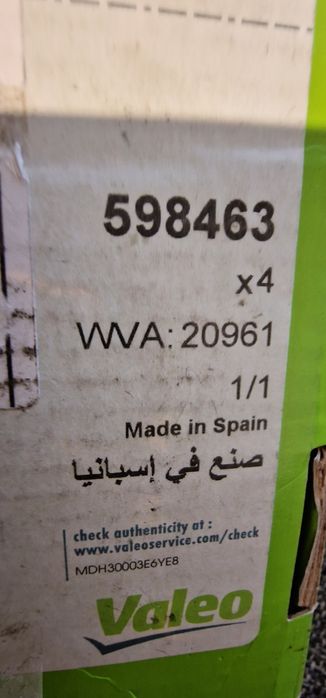 598463
x4
WVA: 20961
1/1
Made in Spain
صنع في إسبانيا
check authenticity at :
www.valeoservice.com/check
MDH30003E6YE8
Valeo